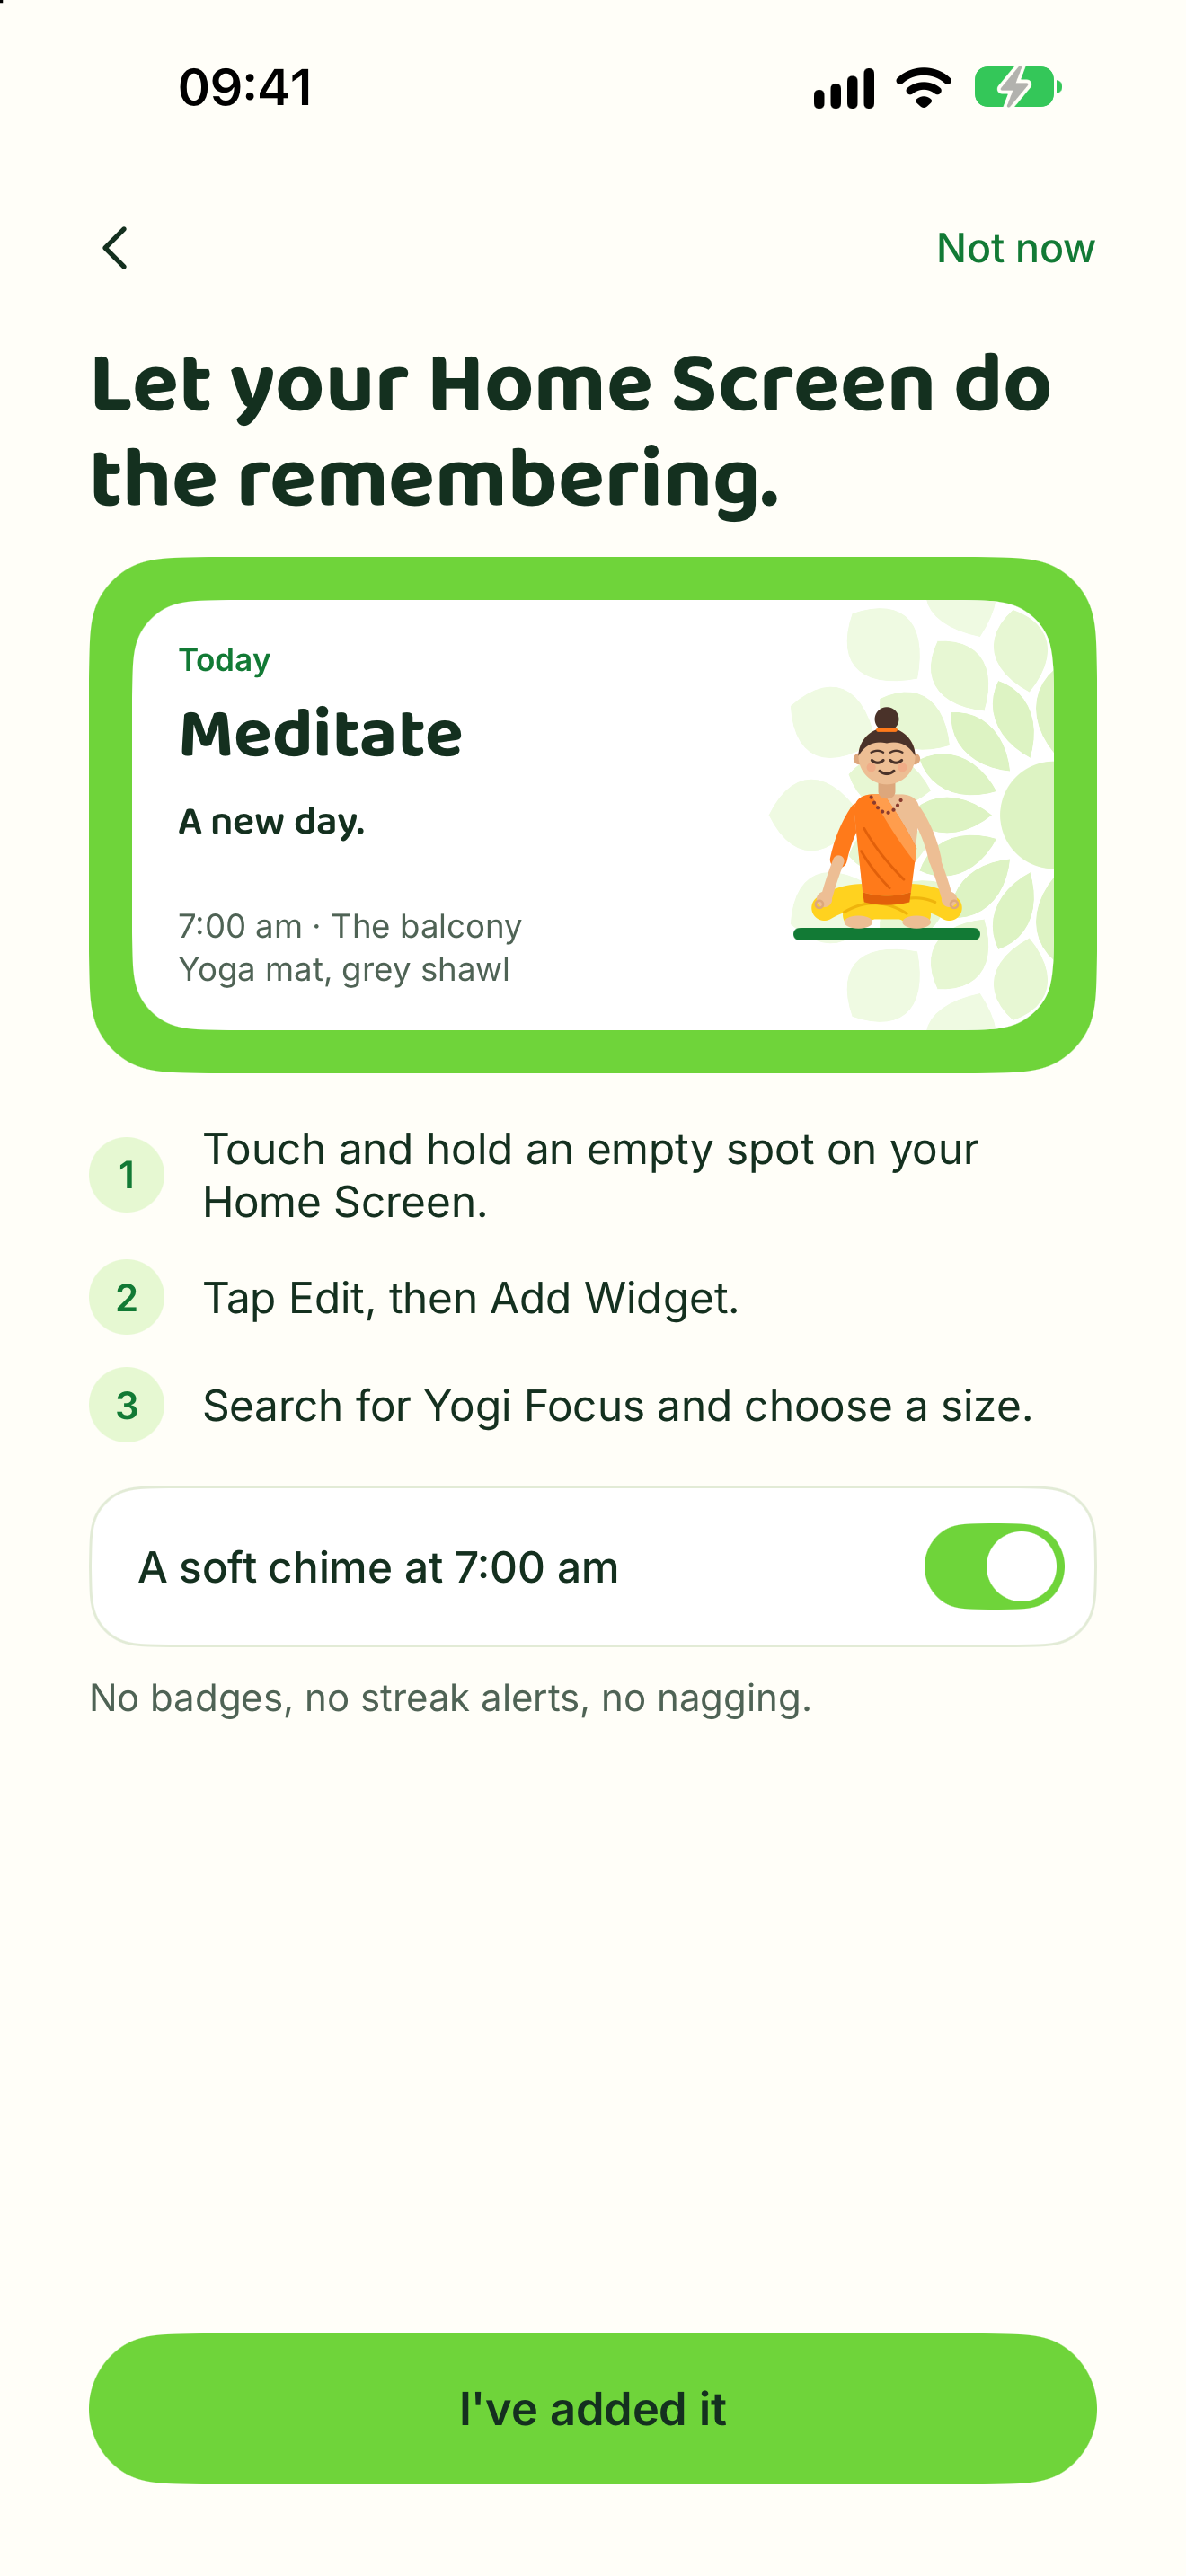 09:41
Not now
Let your Home Screen do
the remembering.
Today
Meditate
A new day.
7:00 am · The balcony
Yoga mat, grey shawl
1
Touch and hold an empty spot on your
Home Screen.
2
Tap Edit, then Add Widget.
3
Search for Yogi Focus and choose a size.
A soft chime at 7:00 am
No badges, no streak alerts, no nagging.
I've added it